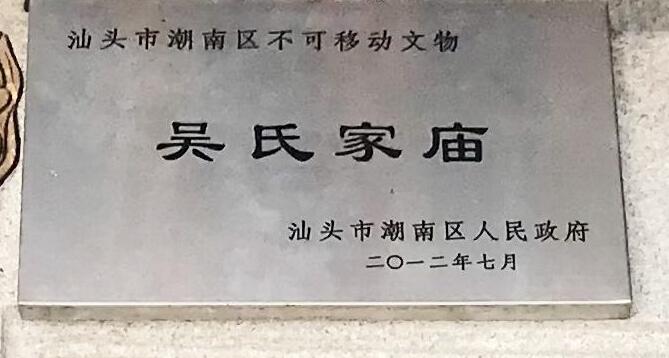 汕头市潮南区不可移动文物
吴氏家庙
汕头市潮南区人民政府
二〇一二年七月